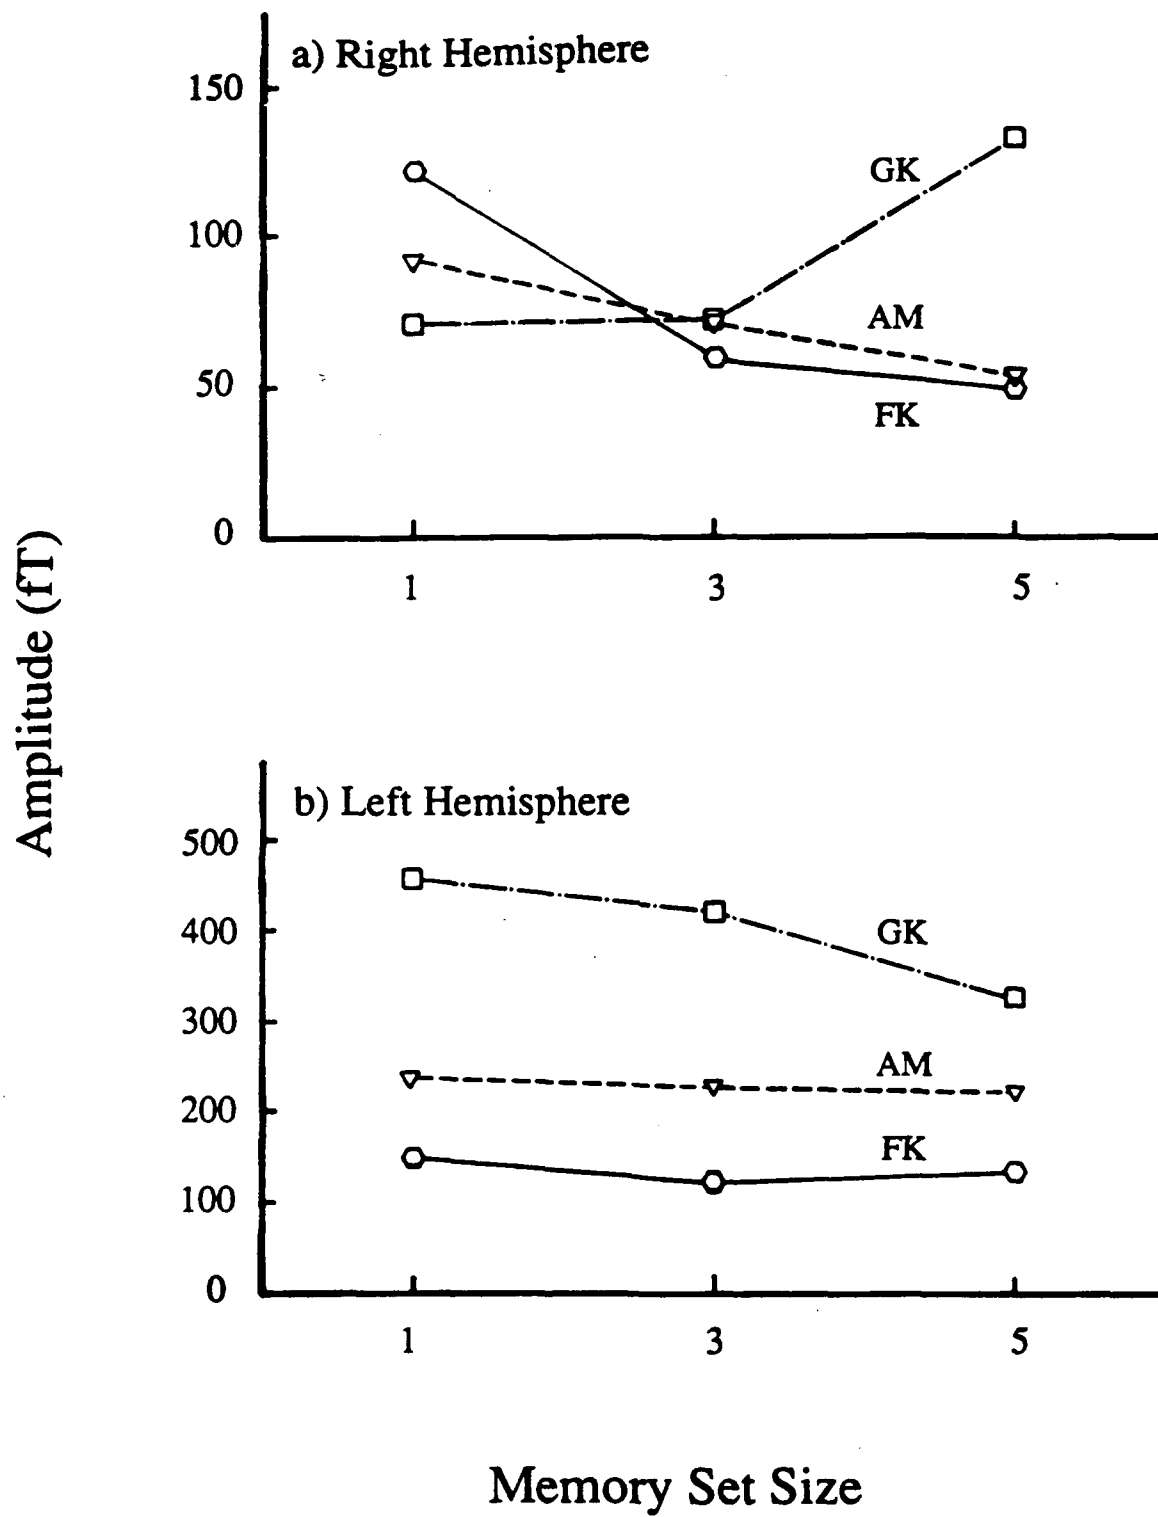 a) Right Hemisphere
150
GK
100
AM
50
FK
0
1 3 5
Amplitude (fT)
b) Left Hemisphere
500
GK
400
300
AM
200
FK
100
0
1 3 5
Memory Set Size